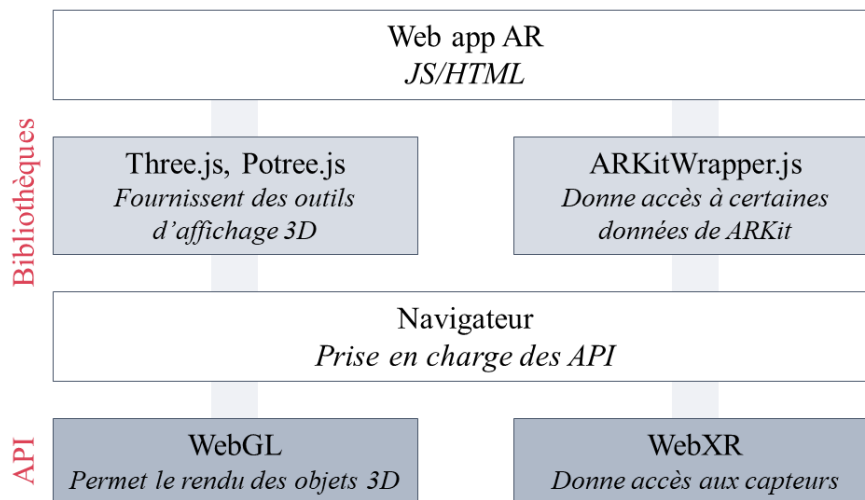 Web app AR
JS/HTML
Bibliothèques
Three.js, Potree.js
Fournissent des outils
d’affichage 3D
ARKitWrapper.js
Donne accès à certaines
données de ARKit
Navigateur
Prise en charge des API
API
WebGL
Permet le rendu des objets 3D
WebXR
Donne accès aux capteurs